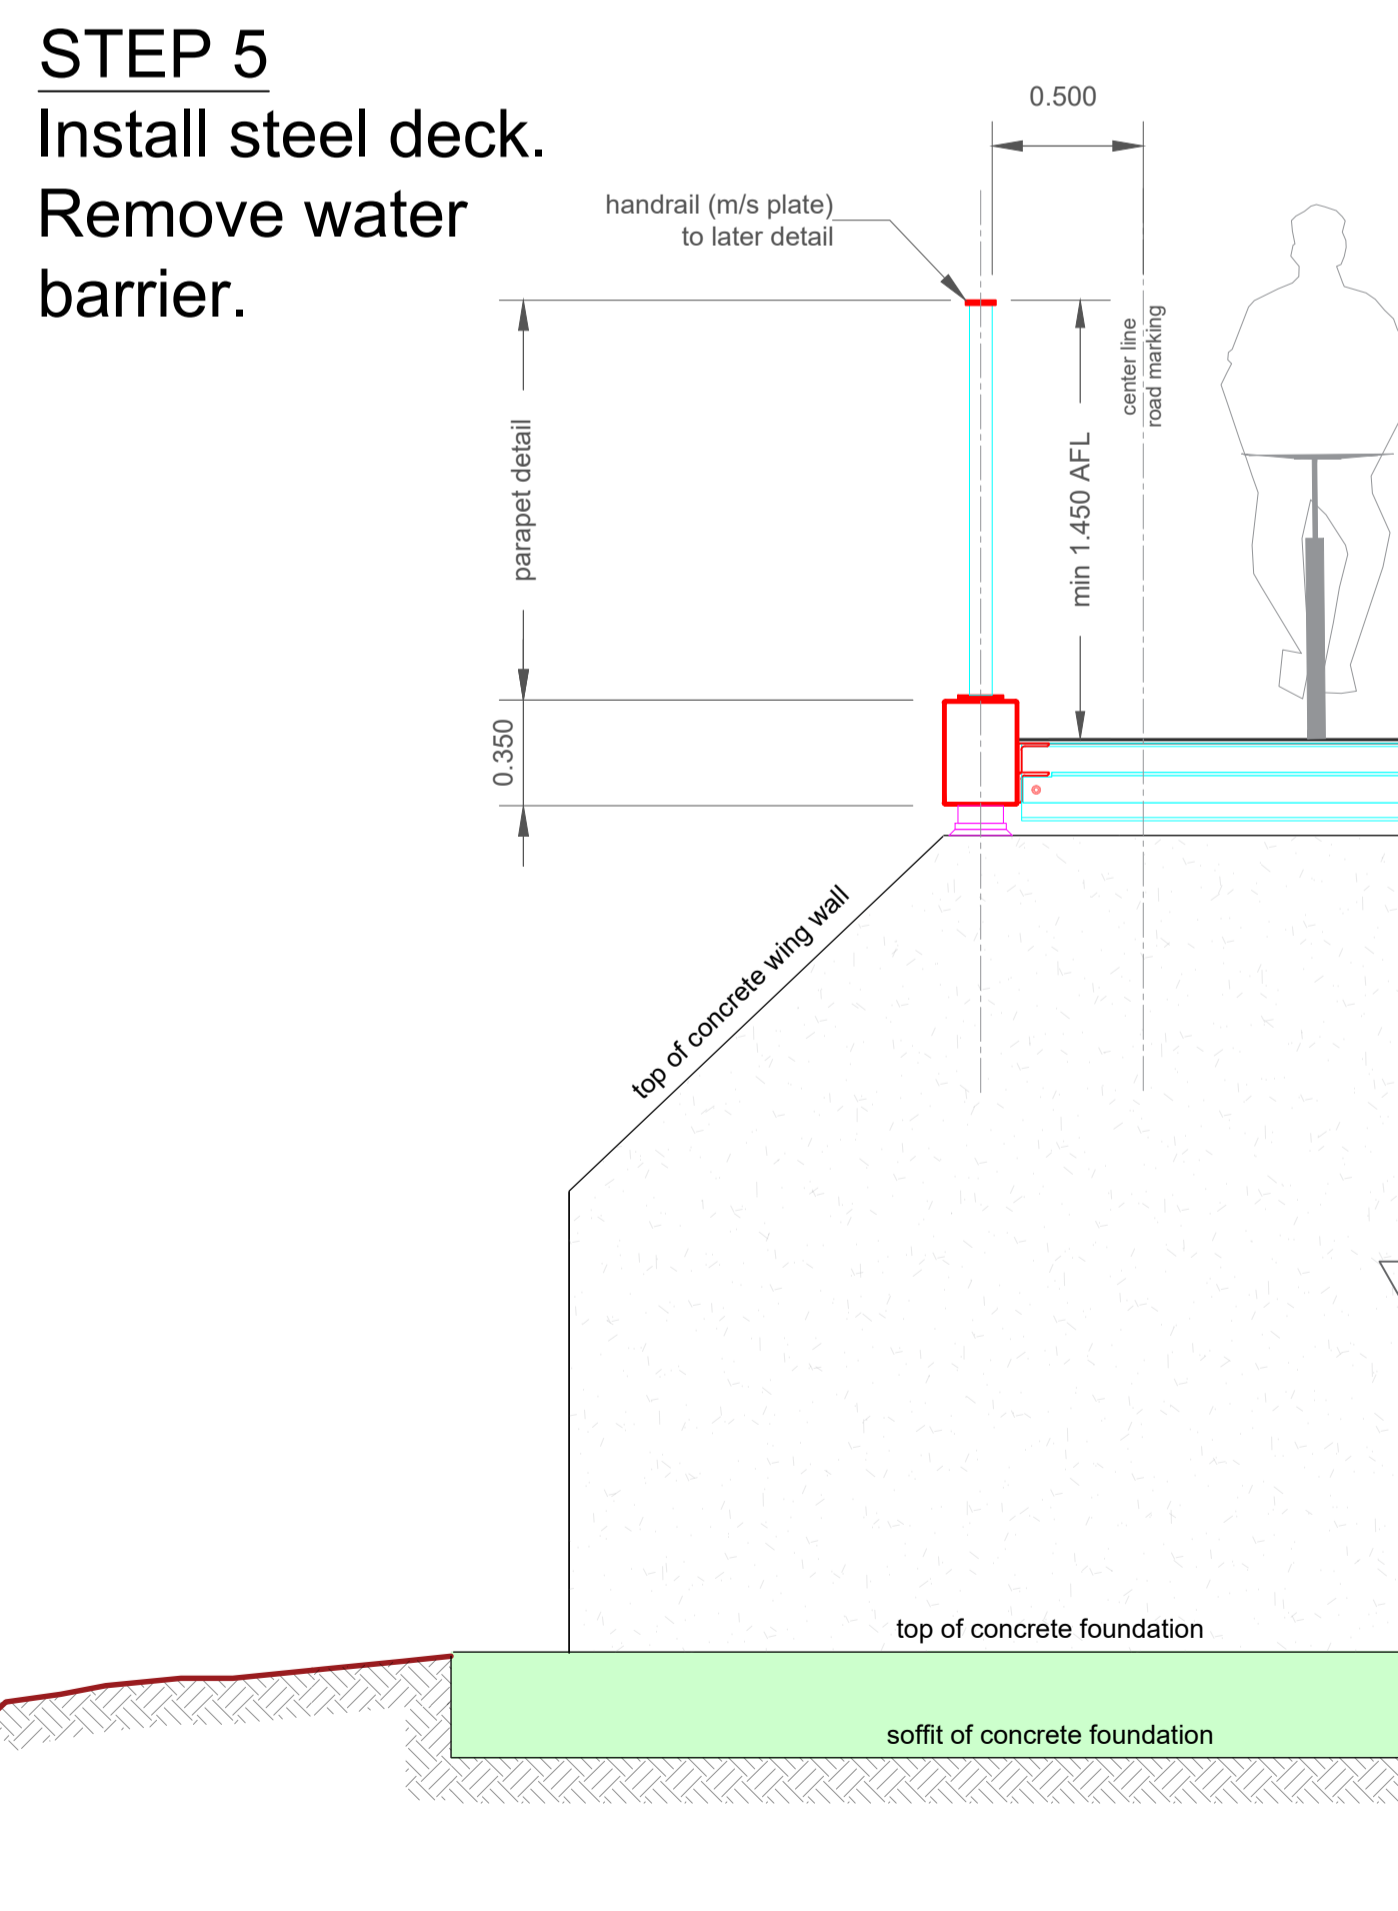 STEP 5
Install steel deck.
Remove water
barrier.
0.500
handrail (m/s plate)
to later detail
center line
road marking
parapet detail
min 1.450 AFL
0.350
top of concrete wing wall
top of concrete foundation
soffit of concrete foundation